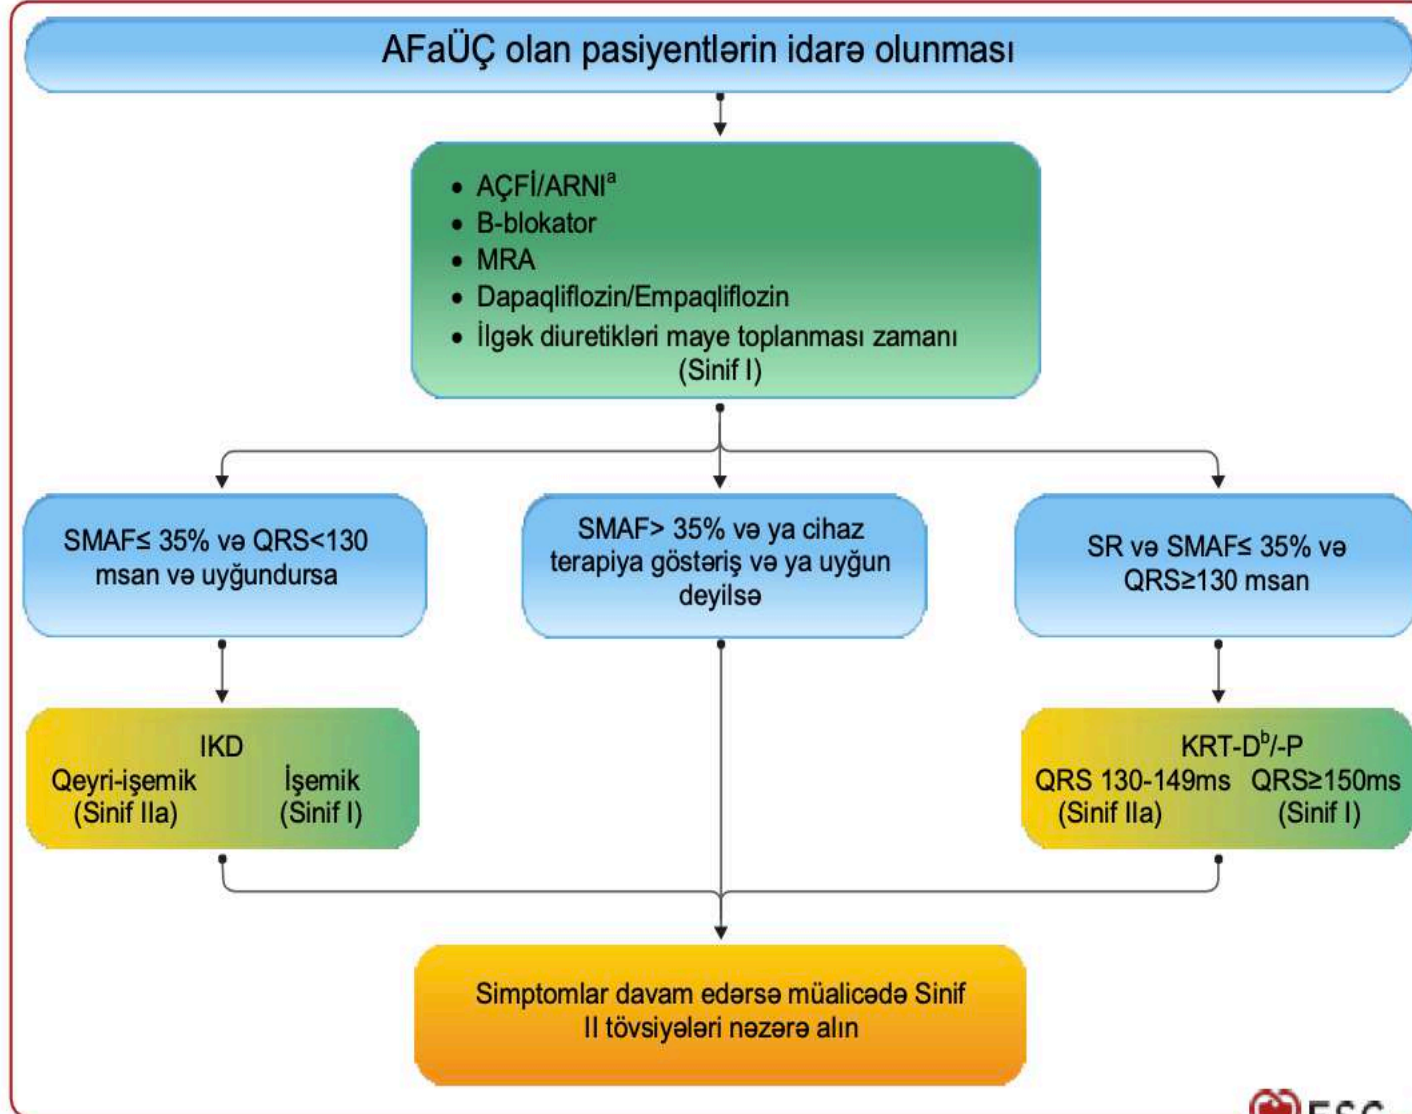 AFaÜÇ olan pasiyentlərin idarə olunması
• AÇFİ/ARNIᵃ
• B-blokator
• MRA
• Dapaqliflozin/Empaqliflozin
• İlgək diuretikləri maye toplanması zamanı
(Sinif I)
SMAF≤ 35% və QRS<130
msan və uyğundursa
SMAF> 35% və ya cihaz
terapiya göstəriş və ya uyğun
deyilsə
SR və SMAF≤ 35% və
QRS≥130 msan
IKD
Qeyri-işemik İşemik
(Sinif IIa) (Sinif I)
KRT-Dᵇ/-P
QRS 130-149ms QRS≥150ms
(Sinif IIa) (Sinif I)
Simptomlar davam edərsə müalicədə Sinif
II tövsiyələri nəzərə alın
ESC